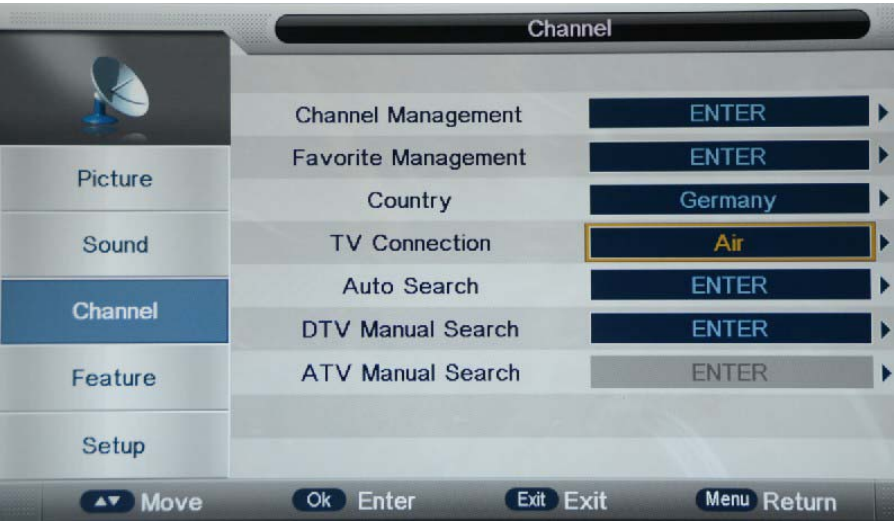 Channel
Picture
Sound
Channel
Feature
Setup
Channel Management ENTER
Favorite Management ENTER
Country Germany
TV Connection Air
Auto Search ENTER
DTV Manual Search ENTER
ATV Manual Search ENTER
Move Ok Enter Exit Exit Menu Return